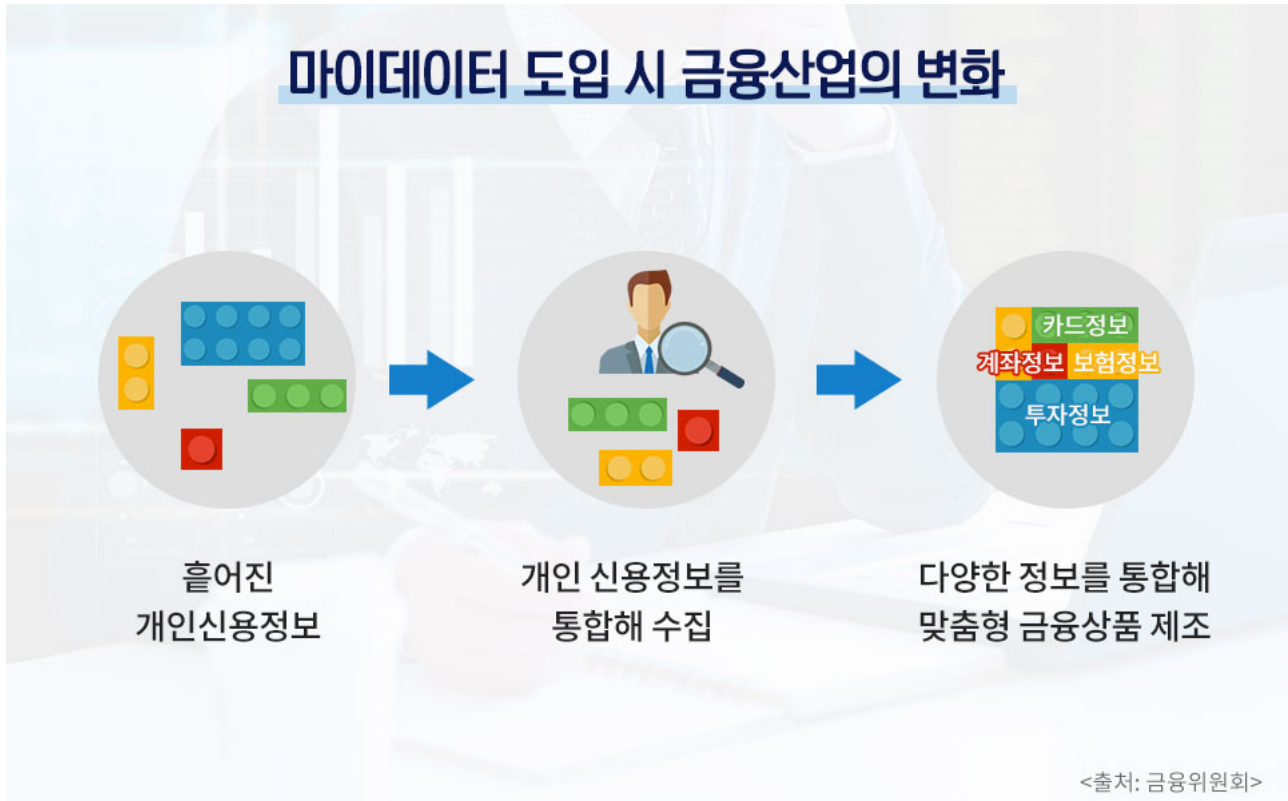 마이데이터 도입 시 금융산업의 변화
카드정보
계좌정보 보험정보
투자정보
흩어진
개인신용정보
개인 신용정보를
통합해 수집
다양한 정보를 통합해
맞춤형 금융상품 제조
<출처: 금융위원회>